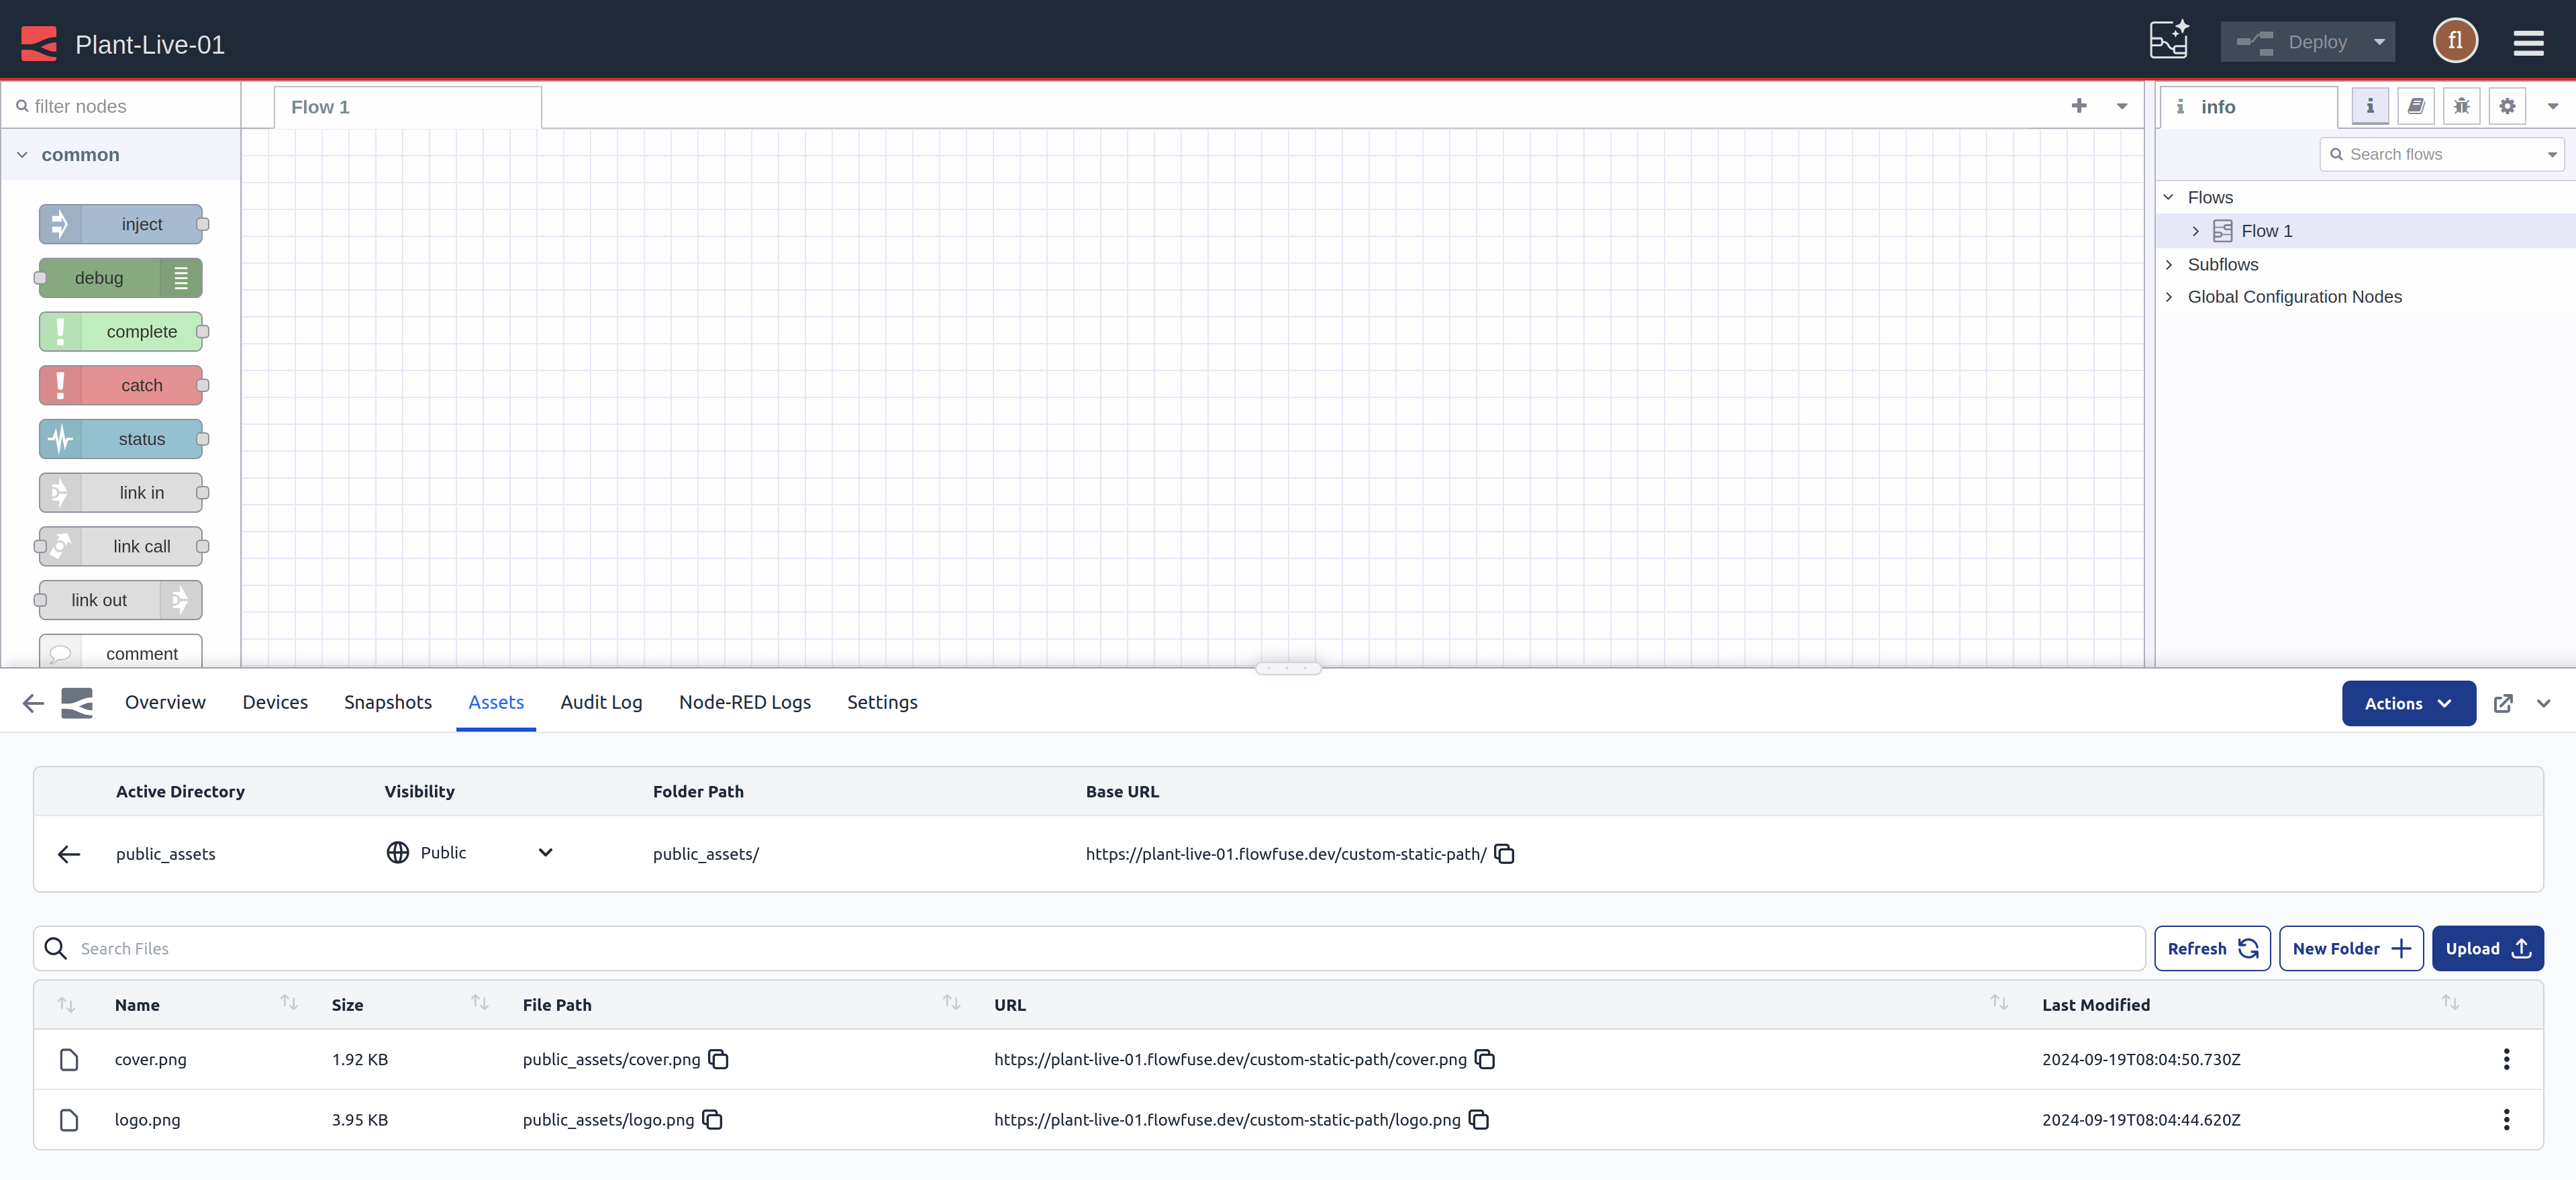 Plant-Live-01
Deploy
fl
filter nodes
Flow 1
info
Search flows
common
Flows
Flow 1
Subflows
Global Configuration Nodes
inject
debug
complete
catch
status
link in
link call
link out
comment
Overview Devices Snapshots Assets Audit Log Node-RED Logs Settings
Actions
Active Directory Visibility Folder Path Base URL
public_assets Public public_assets/ https://plant-live-01.flowfuse.dev/custom-static-path/
Search Files
Refresh
New Folder
Upload
Name Size File Path URL Last Modified
cover.png 1.92 KB public_assets/cover.png https://plant-live-01.flowfuse.dev/custom-static-path/cover.png 2024-09-19T08:04:50.730Z
logo.png 3.95 KB public_assets/logo.png https://plant-live-01.flowfuse.dev/custom-static-path/logo.png 2024-09-19T08:04:44.620Z